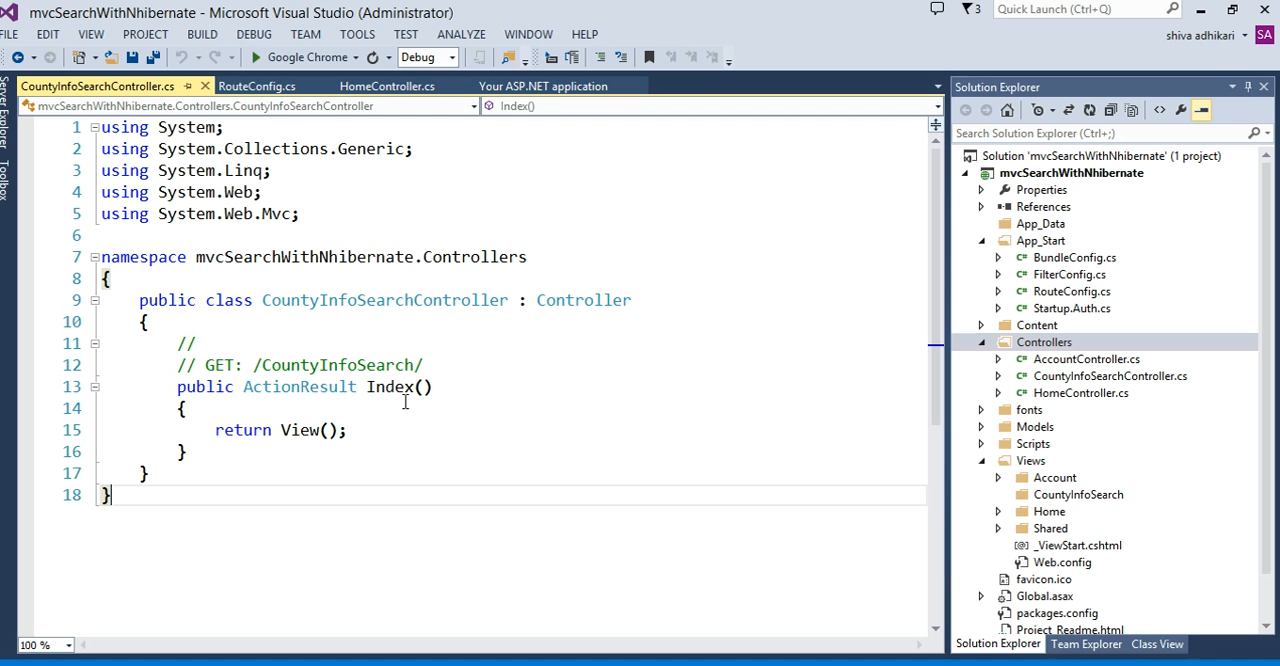 mvcSearchWithNhibernate - Microsoft Visual Studio (Administrator)
3
Quick Launch (Ctrl+Q)
FILE EDIT VIEW PROJECT BUILD DEBUG TEAM TOOLS TEST ANALYZE WINDOW HELP
shiva adhikari
SA
Google Chrome
Debug
Server Explorer
Toolbox
CountyInfoSearchController.cs
RouteConfig.cs
HomeController.cs
Your ASP.NET application
mvcSearchWithNhibernate.Controllers.CountyInfoSearchController
Index()
1 using System;
2 using System.Collections.Generic;
3 using System.Linq;
4 using System.Web;
5 using System.Web.Mvc;
6
7 namespace mvcSearchWithNhibernate.Controllers
8 {
9 public class CountyInfoSearchController : Controller
10 {
11 //
12 // GET: /CountyInfoSearch/
13 public ActionResult Index()
14 {
15 return View();
16 }
17 }
18 }
100 %
Solution Explorer
Search Solution Explorer (Ctrl+;)
Solution 'mvcSearchWithNhibernate' (1 project)
mvcSearchWithNhibernate
Properties
References
App_Data
App_Start
C# BundleConfig.cs
C# FilterConfig.cs
C# RouteConfig.cs
C# Startup.Auth.cs
Content
Controllers
C# AccountController.cs
C# CountyInfoSearchController.cs
C# HomeController.cs
fonts
Models
Scripts
Views
Account
CountyInfoSearch
Home
Shared
[@] _ViewStart.cshtml
Web.config
favicon.ico
Global.asax
packages.config
Project_Readme.html
Solution Explorer Team Explorer Class View